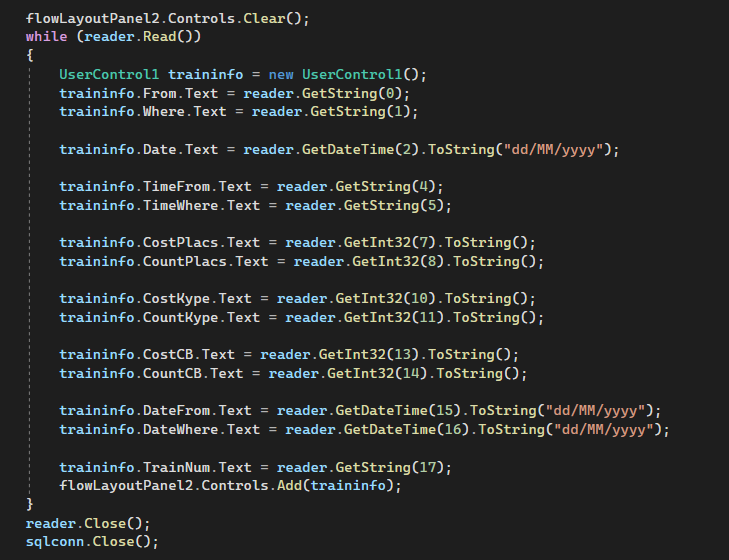 flowLayoutPanel2.Controls.Clear();
while (reader.Read())
{
UserControl1 traininfo = new UserControl1();
traininfo.From.Text = reader.GetString(0);
traininfo.Where.Text = reader.GetString(1);
traininfo.Date.Text = reader.GetDateTime(2).ToString("dd/MM/yyyy");
traininfo.TimeFrom.Text = reader.GetString(4);
traininfo.TimeWhere.Text = reader.GetString(5);
traininfo.CostPlacs.Text = reader.GetInt32(7).ToString();
traininfo.CountPlacs.Text = reader.GetInt32(8).ToString();
traininfo.CostKype.Text = reader.GetInt32(10).ToString();
traininfo.CountKype.Text = reader.GetInt32(11).ToString();
traininfo.CostCB.Text = reader.GetInt32(13).ToString();
traininfo.CountCB.Text = reader.GetInt32(14).ToString();
traininfo.DateFrom.Text = reader.GetDateTime(15).ToString("dd/MM/yyyy");
traininfo.DateWhere.Text = reader.GetDateTime(16).ToString("dd/MM/yyyy");
traininfo.TrainNum.Text = reader.GetString(17);
flowLayoutPanel2.Controls.Add(traininfo);
}
reader.Close();
sqlconn.Close();